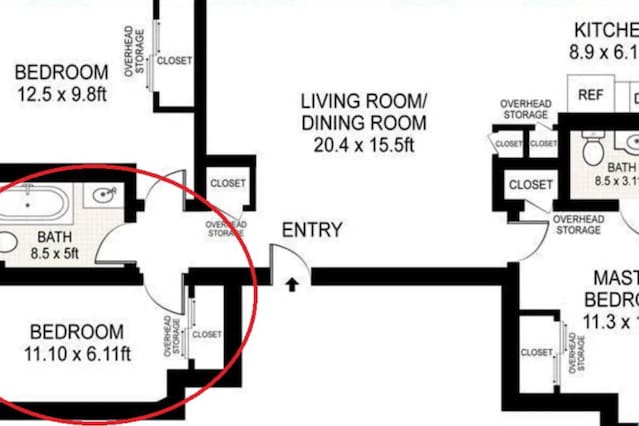 BEDROOM
12.5 x 9.8ft
OVERHEAD
STORAGE
CLOSET
LIVING ROOM/
DINING ROOM
20.4 x 15.5ft
KITCHE
8.9 x 6.1
REF
D
OVERHEAD
STORAGE
CLOSET
CLOSET
CLOSET
OVERHEAD
STORAGE
BATH
8.5 x 3.11
CLOSET
OVERHEAD
STORAGE
ENTRY
BATH
8.5 x 5ft
BEDROOM
11.10 x 6.11ft
OVERHEAD
STORAGE
CLOSET
MAST
BEDRO
11.3 x 1
CLOSET
OVERHEAD
STORAGE